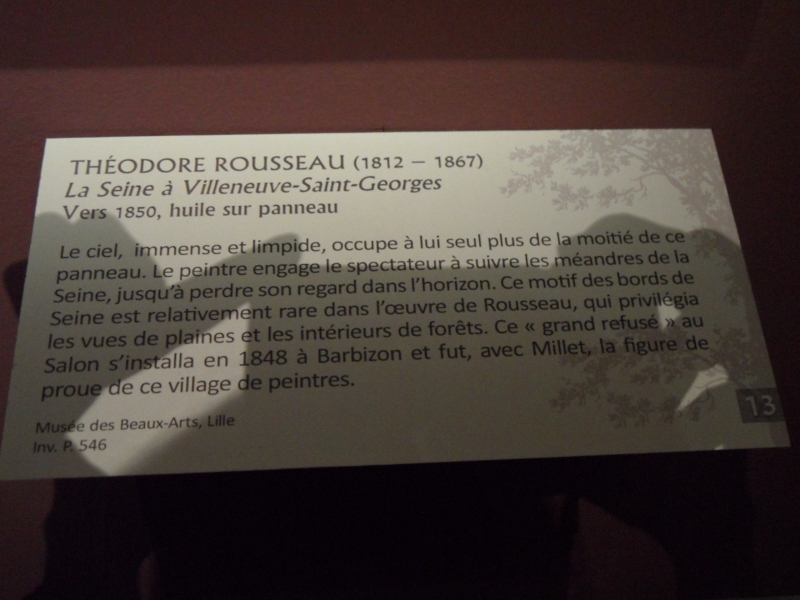 THÉODORE ROUSSEAU (1812 – 1867)
La Seine à Villeneuve-Saint-Georges
Vers 1850, huile sur panneau
Le ciel, immense et limpide, occupe à lui seul plus de la moitié de ce
panneau. Le peintre engage le spectateur à suivre les méandres de la
Seine, jusqu'à perdre son regard dans l'horizon. Ce motif des bords de
Seine est relativement rare dans l'œuvre de Rousseau, qui privilégia
les vues de plaines et les intérieurs de forêts. Ce « grand refusé » au
Salon s'installa en 1848 à Barbizon et fut, avec Millet, la figure de
proue de ce village de peintres.
13
Musée des Beaux-Arts, Lille
Inv. P. 546